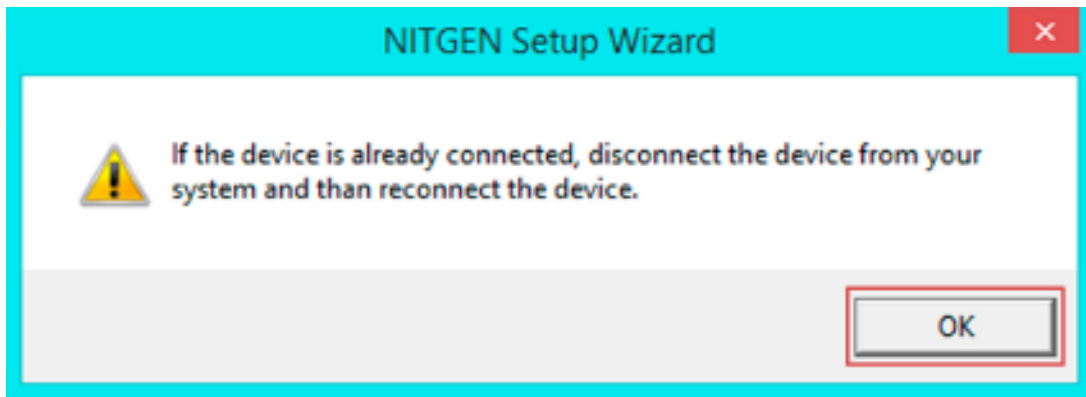 NITGEN Setup Wizard
If the device is already connected, disconnect the device from your
system and than reconnect the device.
OK